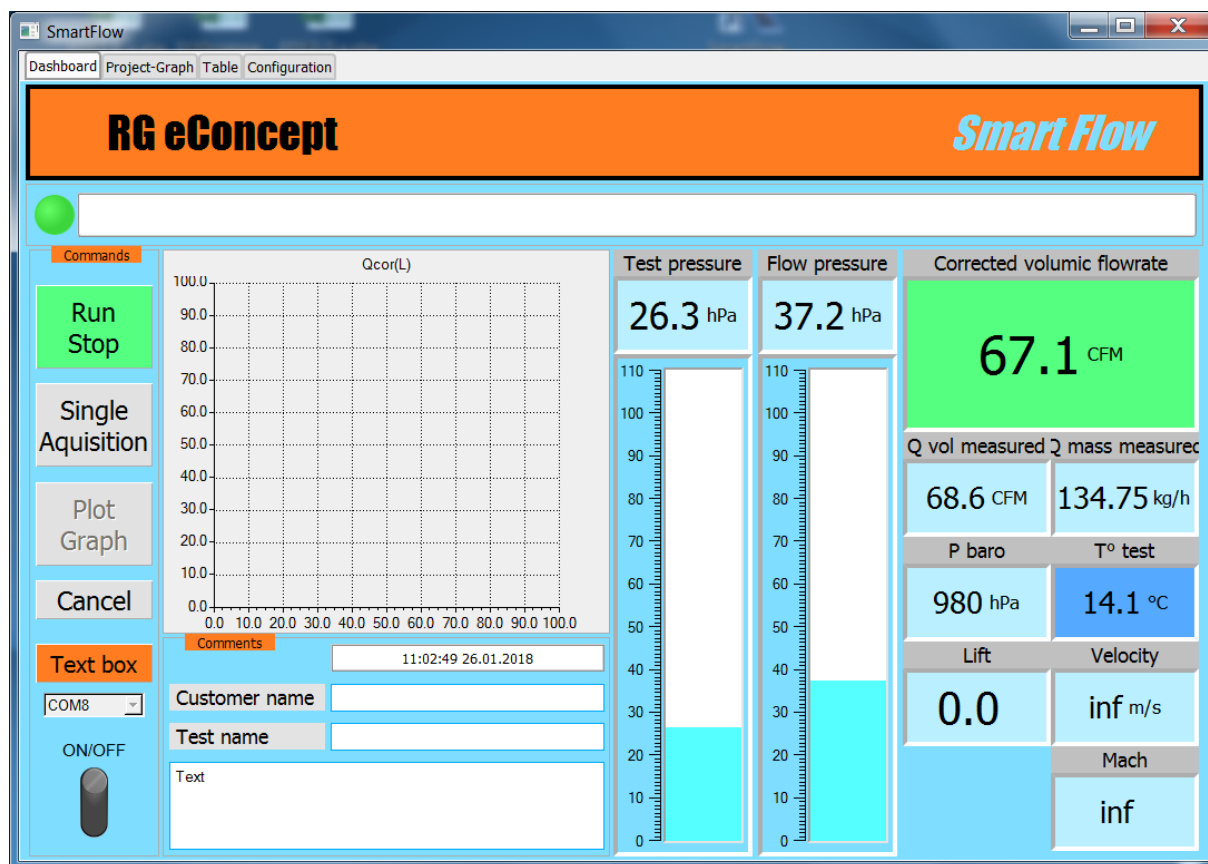 SmartFlow
Dashboard Project-Graph Table Configuration
RG eConcept
Smart Flow
Commands
Run
Stop
Single
Aquisition
Plot
Graph
Cancel
Text box
COM8
ON/OFF
Qcor(L)
100.0
90.0
80.0
70.0
60.0
50.0
40.0
30.0
20.0
10.0
0.0
0.0 10.0 20.0 30.0 40.0 50.0 60.0 70.0 80.0 90.0 100.0
Comments
11:02:49 26.01.2018
Customer name
Test name
Text
Test pressure
26.3 hPa
110
100
90
80
70
60
50
40
30
20
10
0
Flow pressure
37.2 hPa
110
100
90
80
70
60
50
40
30
20
10
0
Corrected volumic flowrate
67.1 CFM
Q vol measured Q mass measured
68.6 CFM 134.75 kg/h
P baro T° test
980 hPa 14.1 °C
Lift Velocity
0.0 inf m/s
Mach
inf